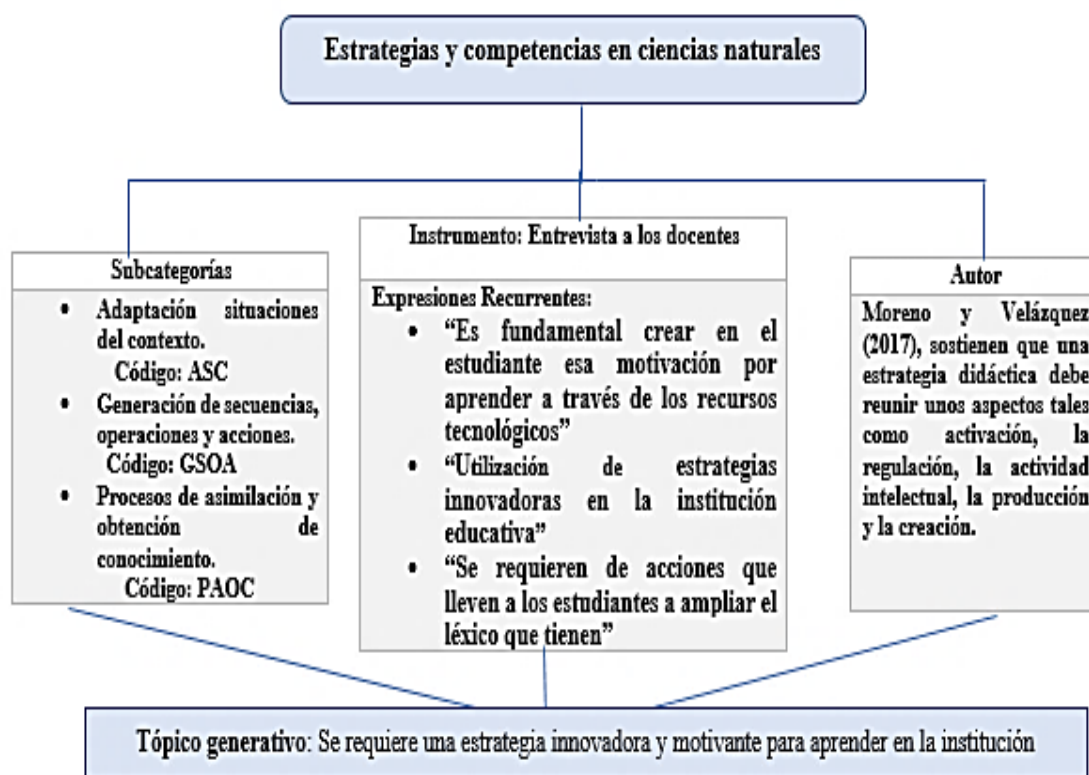 Estrategias y competencias en ciencias naturales
Subcategorías
• Adaptación situaciones
del contexto.
Código: ASC
• Generación de secuencias,
operaciones y acciones.
Código: GSOA
• Procesos de asimilación y
obtención de
conocimiento.
Código: PAOC
Instrumento: Entrevista a los docentes
Expresiones Recurrentes:
• “Es fundamental crear en el
estudiante esa motivación por
aprender a través de los recursos
tecnológicos”
• “Utilización de estrategias
innovadoras en la institución
educativa”
• “Se requieren de acciones que
lleven a los estudiantes a ampliar el
léxico que tienen”
Autor
Moreno y Velázquez
(2017), sostienen que una
estrategia didáctica debe
reunir unos aspectos tales
como activación, la
regulación, la actividad
intelectual, la producción
y la creación.
Tópico generativo: Se requiere una estrategia innovadora y motivante para aprender en la institución